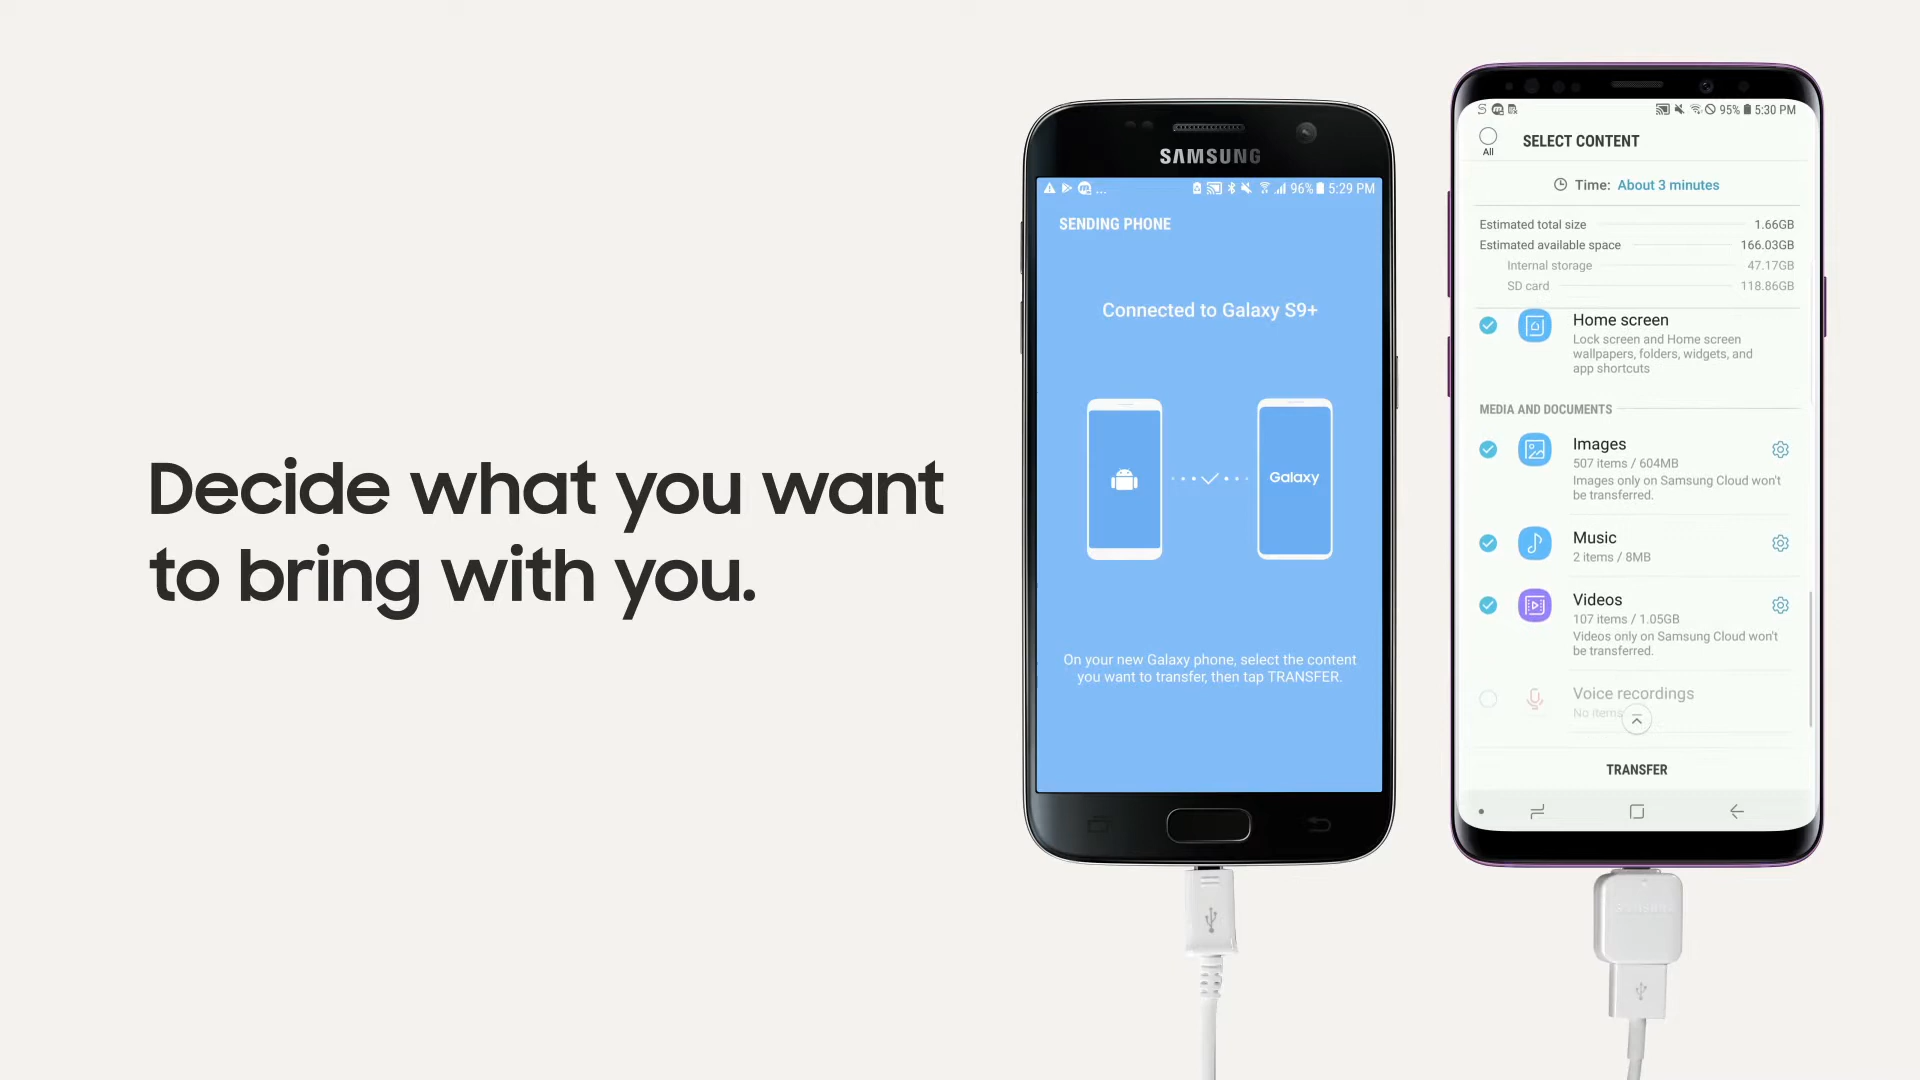 Decide what you want
to bring with you.
SAMSUNG
... 96% 5:29 PM
SENDING PHONE
Connected to Galaxy S9+
Galaxy
On your new Galaxy phone, select the content
you want to transfer, then tap TRANSFER.
95% 5:30 PM
All
SELECT CONTENT
Time: About 3 minutes
Estimated total size 1.66GB
Estimated available space 166.03GB
Internal storage 47.17GB
SD card 118.86GB
Home screen
Lock screen and Home screen
wallpapers, folders, widgets, and
app shortcuts
MEDIA AND DOCUMENTS
Images
507 items / 604MB
Images only on Samsung Cloud won't
be transferred.
Music
2 items / 8MB
Videos
107 items / 1.05GB
Videos only on Samsung Cloud won't
be transferred.
Voice recordings
No items
TRANSFER
SAMSUNG